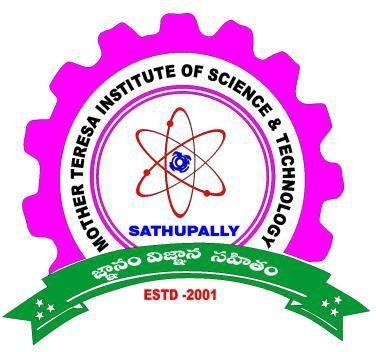 MOTHER TERESA INSTITUTE OF SCIENCE & TECHNOLOGY
SATHUPALLY
జ్ఞానం విజ్ఞాన సహితం
ESTD -2001